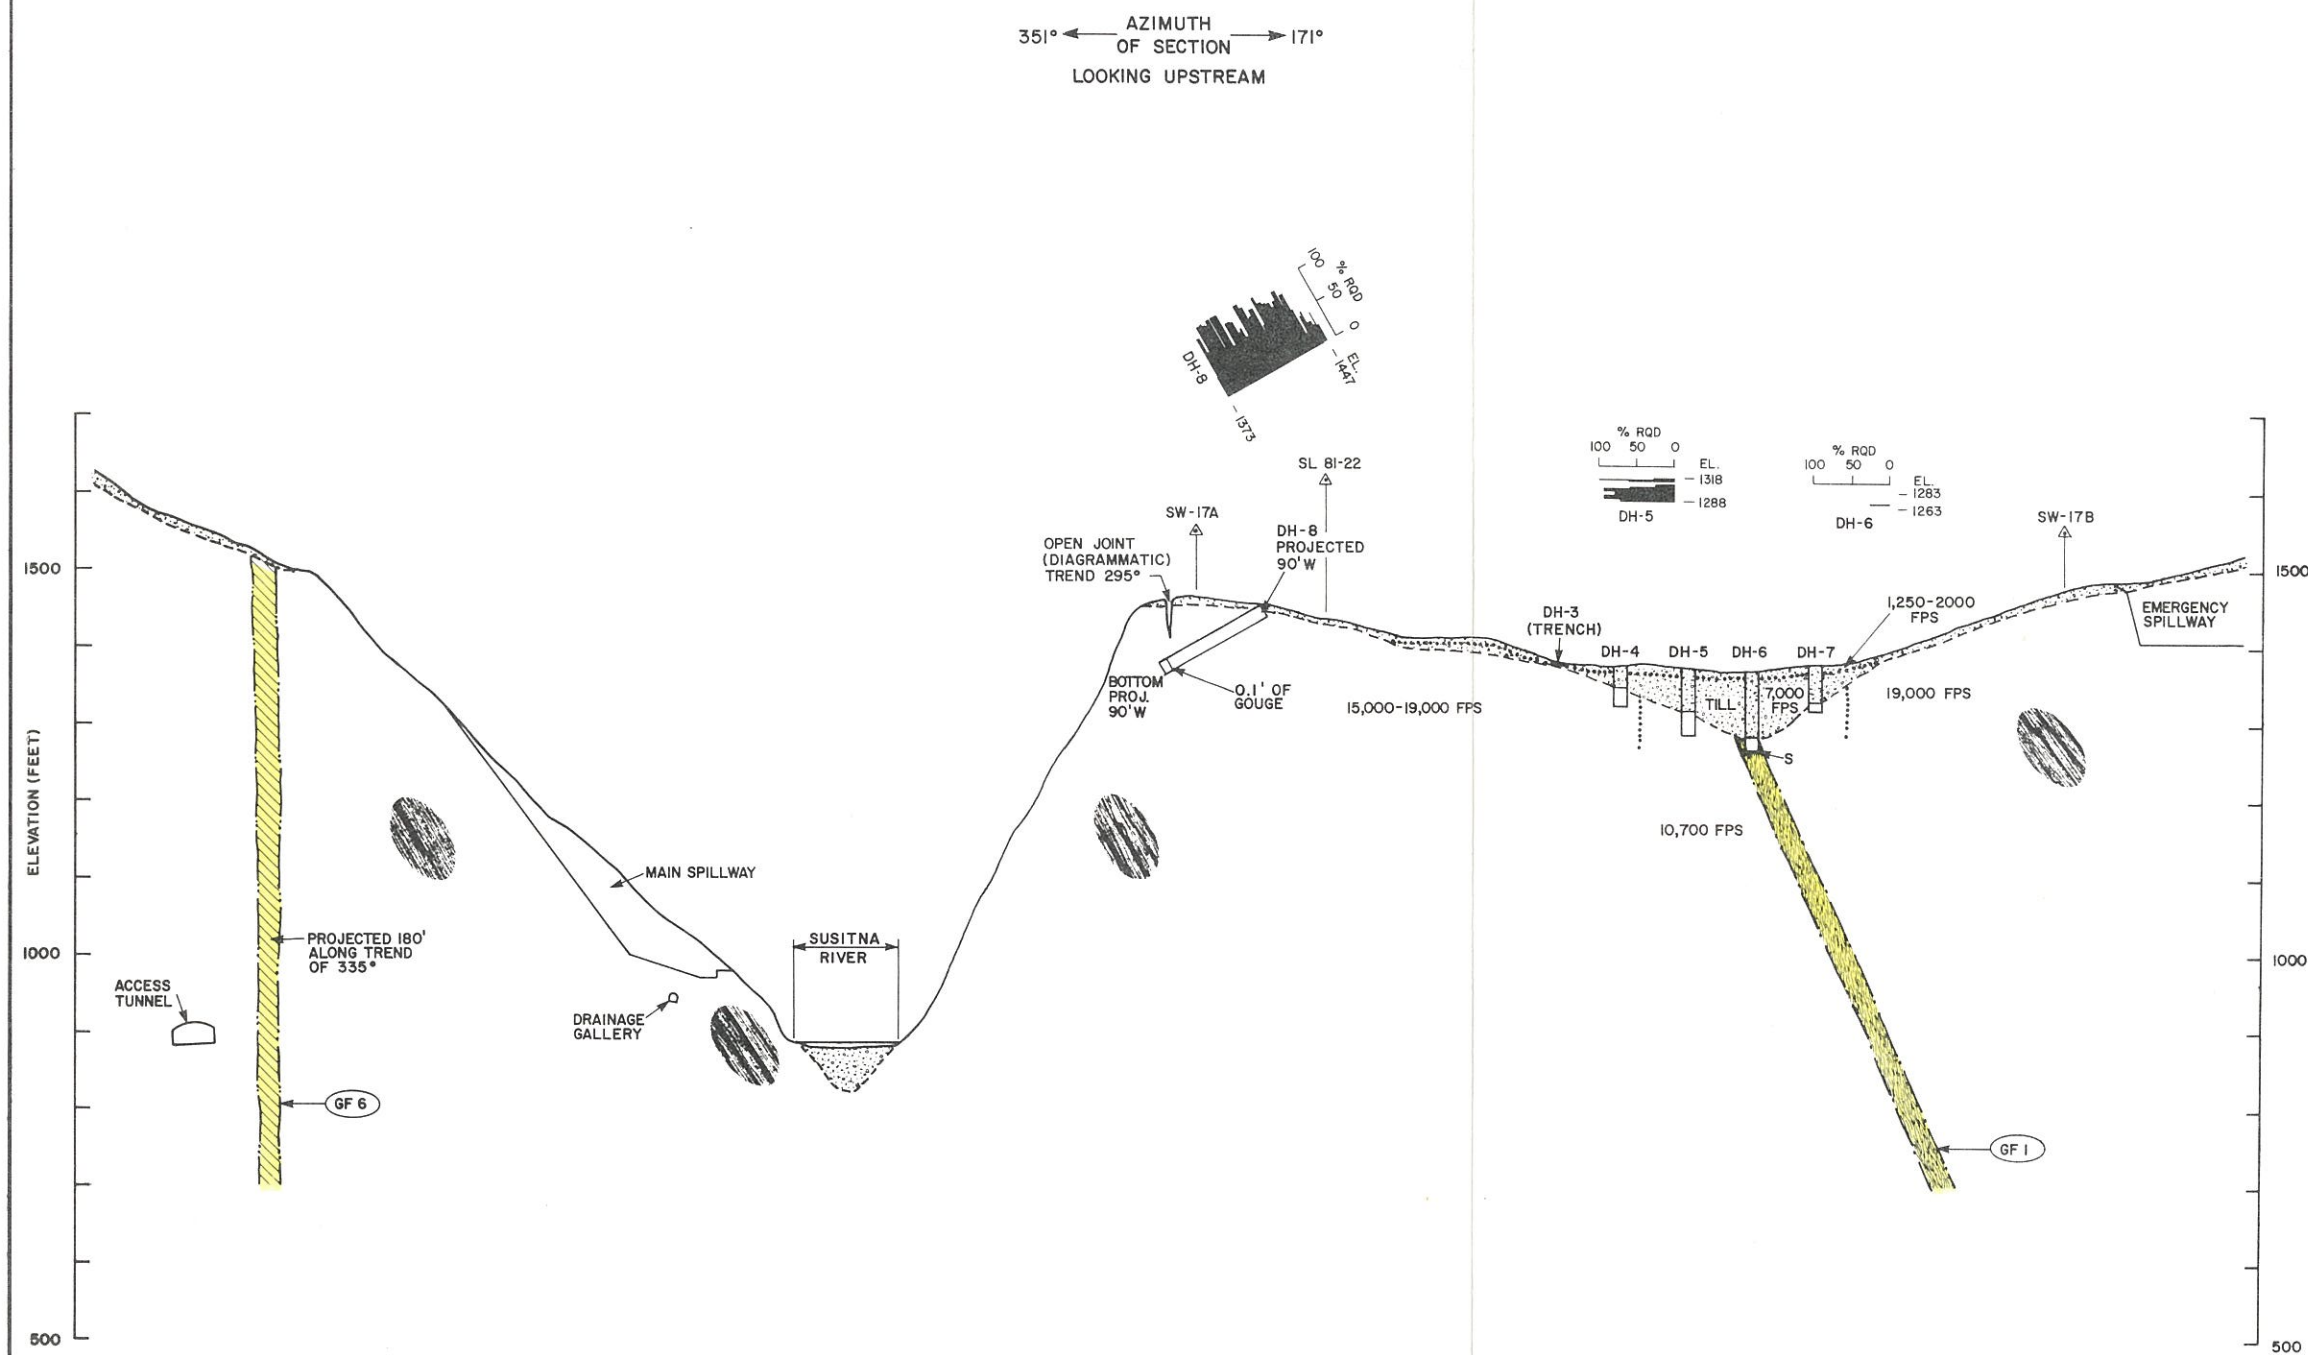 AZIMUTH
351° OF SECTION 171°
LOOKING UPSTREAM
100
% RQD
50
0
DH-8
EL.
1447
1373
% RQD
100 50 0
EL.
1318
1288
DH-5
% RQD
100 50 0
EL.
1283
1263
DH-6
SL 81-22
SW-17A
SW-17B
OPEN JOINT
(DIAGRAMMATIC)
TREND 295°
DH-8
PROJECTED
90'W
1500
1500
DH-3
(TRENCH)
1,250-2000
FPS
EMERGENCY
SPILLWAY
DH-4
DH-5
DH-6
DH-7
BOTTOM
PROJ.
90'W
0.1' OF
GOUGE
15,000-19,000 FPS
TILL
7,000
FPS
19,000 FPS
S
ELEVATION (FEET)
10,700 FPS
MAIN SPILLWAY
PROJECTED 180'
ALONG TREND
OF 335°
SUSITNA
RIVER
1000
1000
ACCESS
TUNNEL
DRAINAGE
GALLERY
GF 6
GF 1
500
500